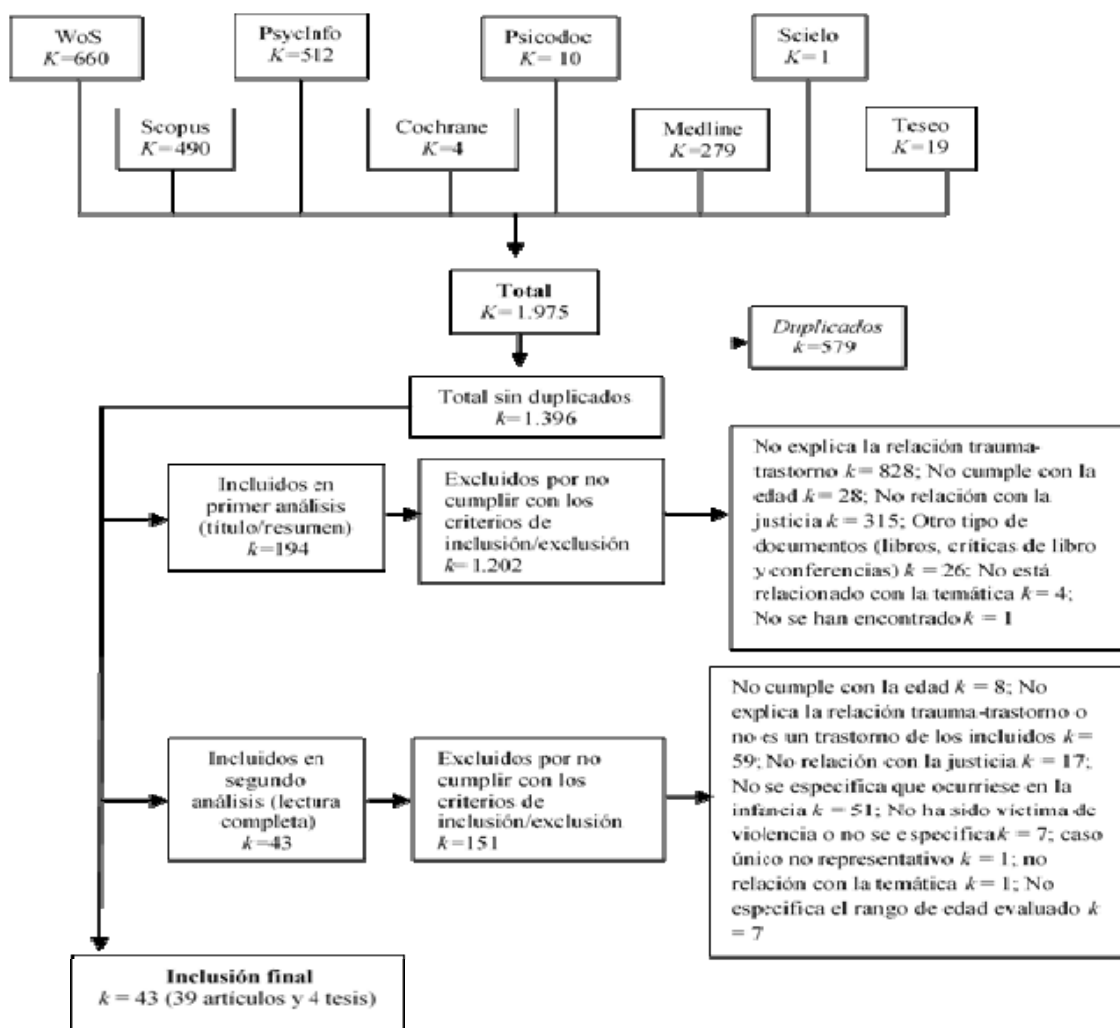 WoS
K=660
PsycInfo
K=512
Psicodoc
K= 10
Scielo
K= 1
Scopus
K=490
Cochrane
K=4
Medline
K=279
Teseo
K=19
Total
K= 1.975
Duplicados
k=579
Total sin duplicados
k=1.396
Incluidos en
primer análisis
(título/resumen)
k=194
Excluidos por no
cumplir con los
criterios de
inclusión/exclusión
k=1.202
No explica la relación trauma-
trastorno k= 828; No cumple con la
edad k = 28; No relación con la
justicia k = 315; Otro tipo de
documentos (libros, críticas de libro
y conferencias) k = 26; No está
relacionado con la temática k = 4;
No se han encontrado k = 1
Incluidos en
segundo
análisis (lectura
completa)
k=43
Excluidos por no
cumplir con los
criterios de
inclusión/exclusión
k=151
No cumple con la edad k = 8; No
explica la relación trauma-trastorno o
no es un trastorno de los incluidos k=
59; No relación con la justicia k = 17;
No se especifica que ocurriese en la
infancia k = 51; No ha sido víctima de
violencia o no se especifica k = 7; caso
único no representativo k = 1; no
relación con la temática k = 1; No
especifica el rango de edad evaluado k
= 7
Inclusión final
k = 43 (39 artículos y 4 tesis)